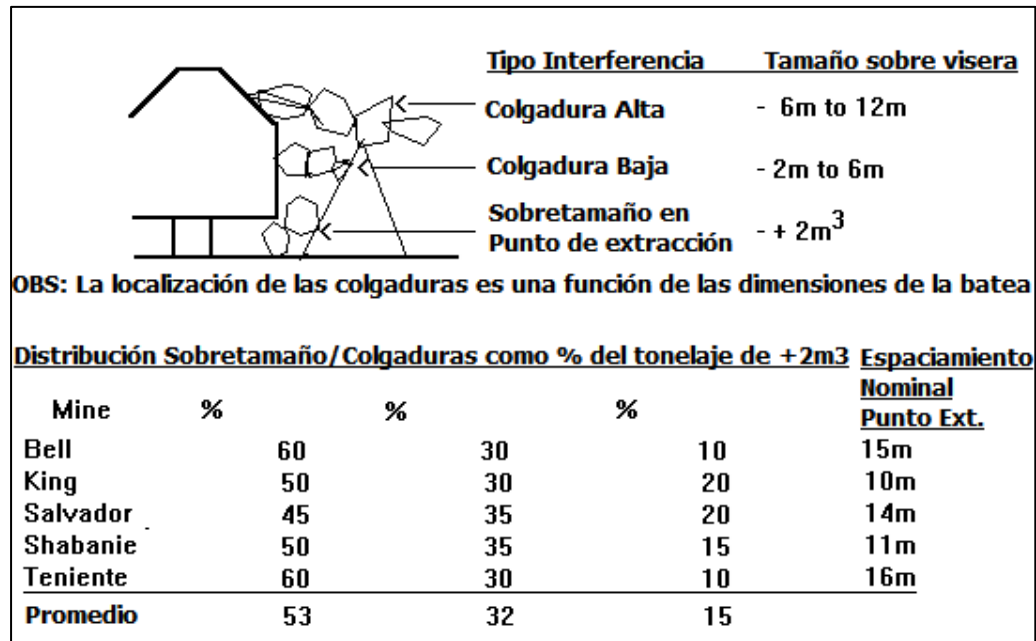 Tipo Interferencia Tamaño sobre visera
Colgadura Alta - 6m to 12m
Colgadura Baja - 2m to 6m
Sobretamaño en
Punto de extracción - + 2m³
OBS: La localización de las colgaduras es una función de las dimensiones de la batea
Distribución Sobretamaño/Colgaduras como % del tonelaje de +2m3 Espaciamiento
Nominal
Mine % % % Punto Ext.
Bell 60 30 10 15m
King 50 30 20 10m
Salvador 45 35 20 14m
Shabanie 50 35 15 11m
Teniente 60 30 10 16m
Promedio 53 32 15